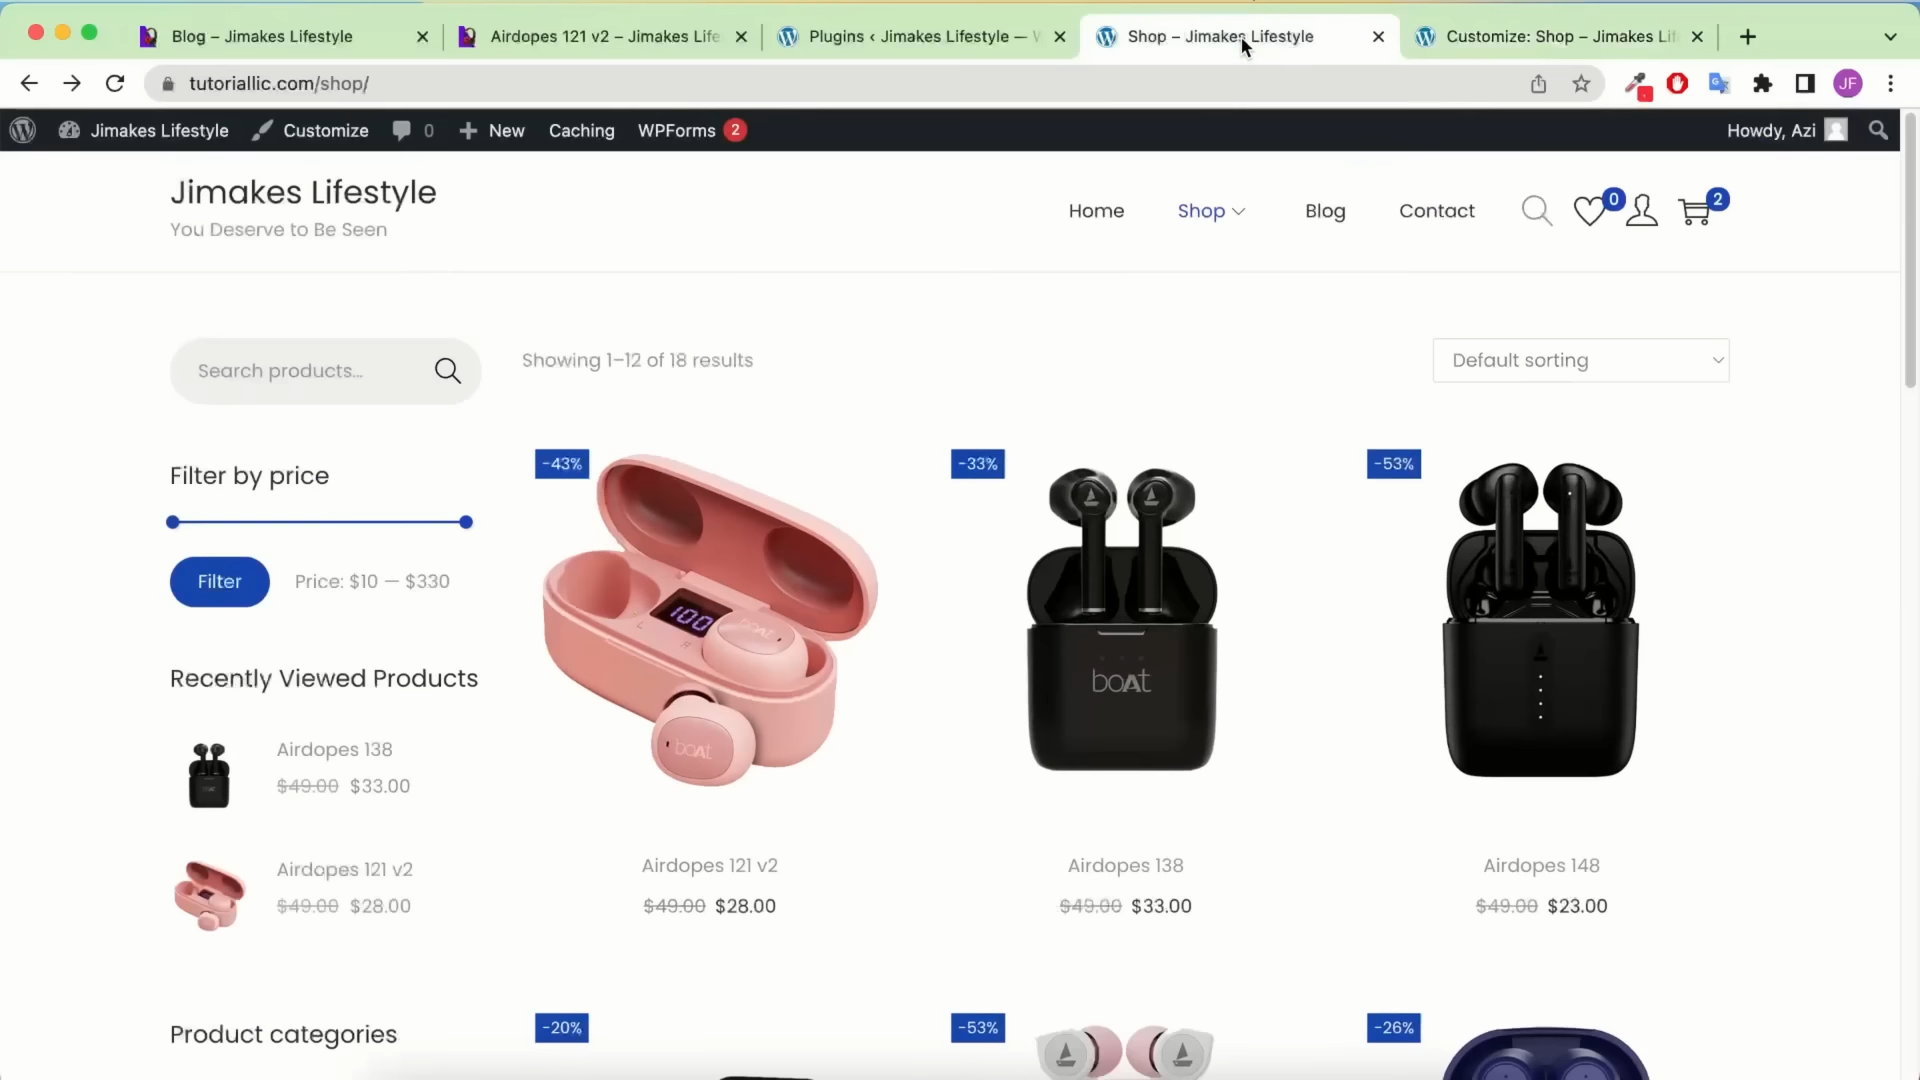 Blog – Jimakes Lifestyle
Airdopes 121 v2 – Jimakes Life
Plugins ‹ Jimakes Lifestyle —
Shop – Jimakes Lifestyle
Customize: Shop – Jimakes Lif
tutoriallic.com/shop/
JF
Jimakes Lifestyle
Customize
0
New
Caching
WPForms 2
Howdy, Azi
Jimakes Lifestyle
You Deserve to Be Seen
Home
Shop
Blog
Contact
0
2
Search products…
Showing 1–12 of 18 results
Default sorting
Filter by price
Filter
Price: $10 — $330
Recently Viewed Products
Airdopes 138
$49.00 $33.00
Airdopes 121 v2
$49.00 $28.00
Product categories
-43%
100
L
R
boAt
boAt
Airdopes 121 v2
$49.00 $28.00
-33%
boAt
Airdopes 138
$49.00 $33.00
-53%
Airdopes 148
$49.00 $23.00
-20%
-53%
-26%